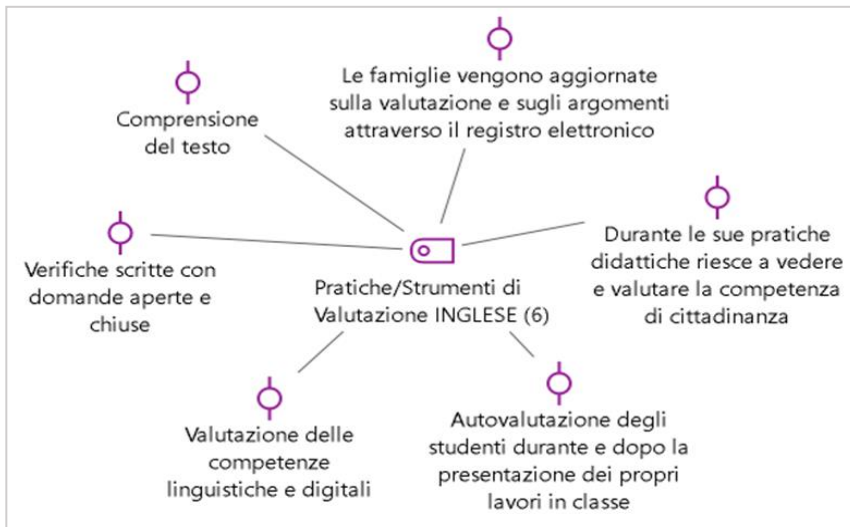 Le famiglie vengono aggiornate
sulla valutazione e sugli argomenti
attraverso il registro elettronico
Comprensione
del testo
Durante le sue pratiche
didattiche riesce a vedere
e valutare la competenza
di cittadinanza
Verifiche scritte con
domande aperte e
chiuse
Pratiche/Strumenti di
Valutazione INGLESE (6)
Valutazione delle
competenze
linguistiche e digitali
Autovalutazione degli
studenti durante e dopo la
presentazione dei propri
lavori in classe